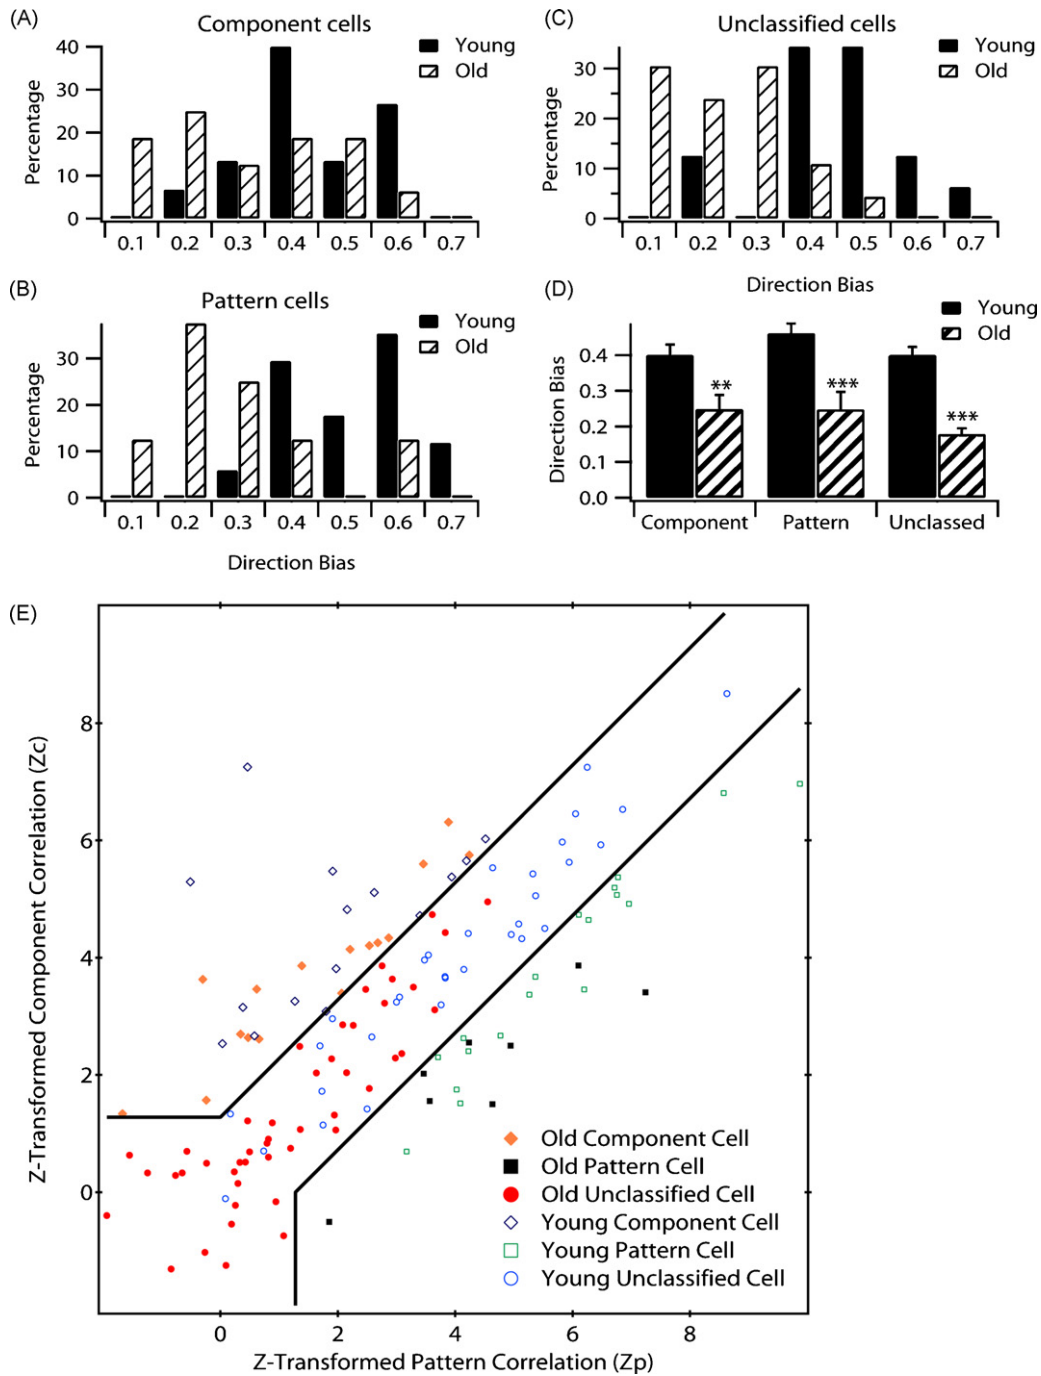 (A)
Component cells
Young
Old
Percentage
40
30
20
10
0
0.1 0.2 0.3 0.4 0.5 0.6 0.7
(C)
Unclassified cells
Young
Old
Percentage
30
20
10
0
0.1 0.2 0.3 0.4 0.5 0.6 0.7
Direction Bias
(B)
Pattern cells
Young
Old
Percentage
30
20
10
0
0.1 0.2 0.3 0.4 0.5 0.6 0.7
Direction Bias
(D)
Young
Old
Direction Bias
0.4
0.3
0.2
0.1
0.0
** *** ***
Component Pattern Unclassed
(E)
Z-Transformed Component Correlation (Zc)
8
6
4
2
0
Old Component Cell
Old Pattern Cell
Old Unclassified Cell
Young Component Cell
Young Pattern Cell
Young Unclassified Cell
0 2 4 6 8
Z-Transformed Pattern Correlation (Zp)